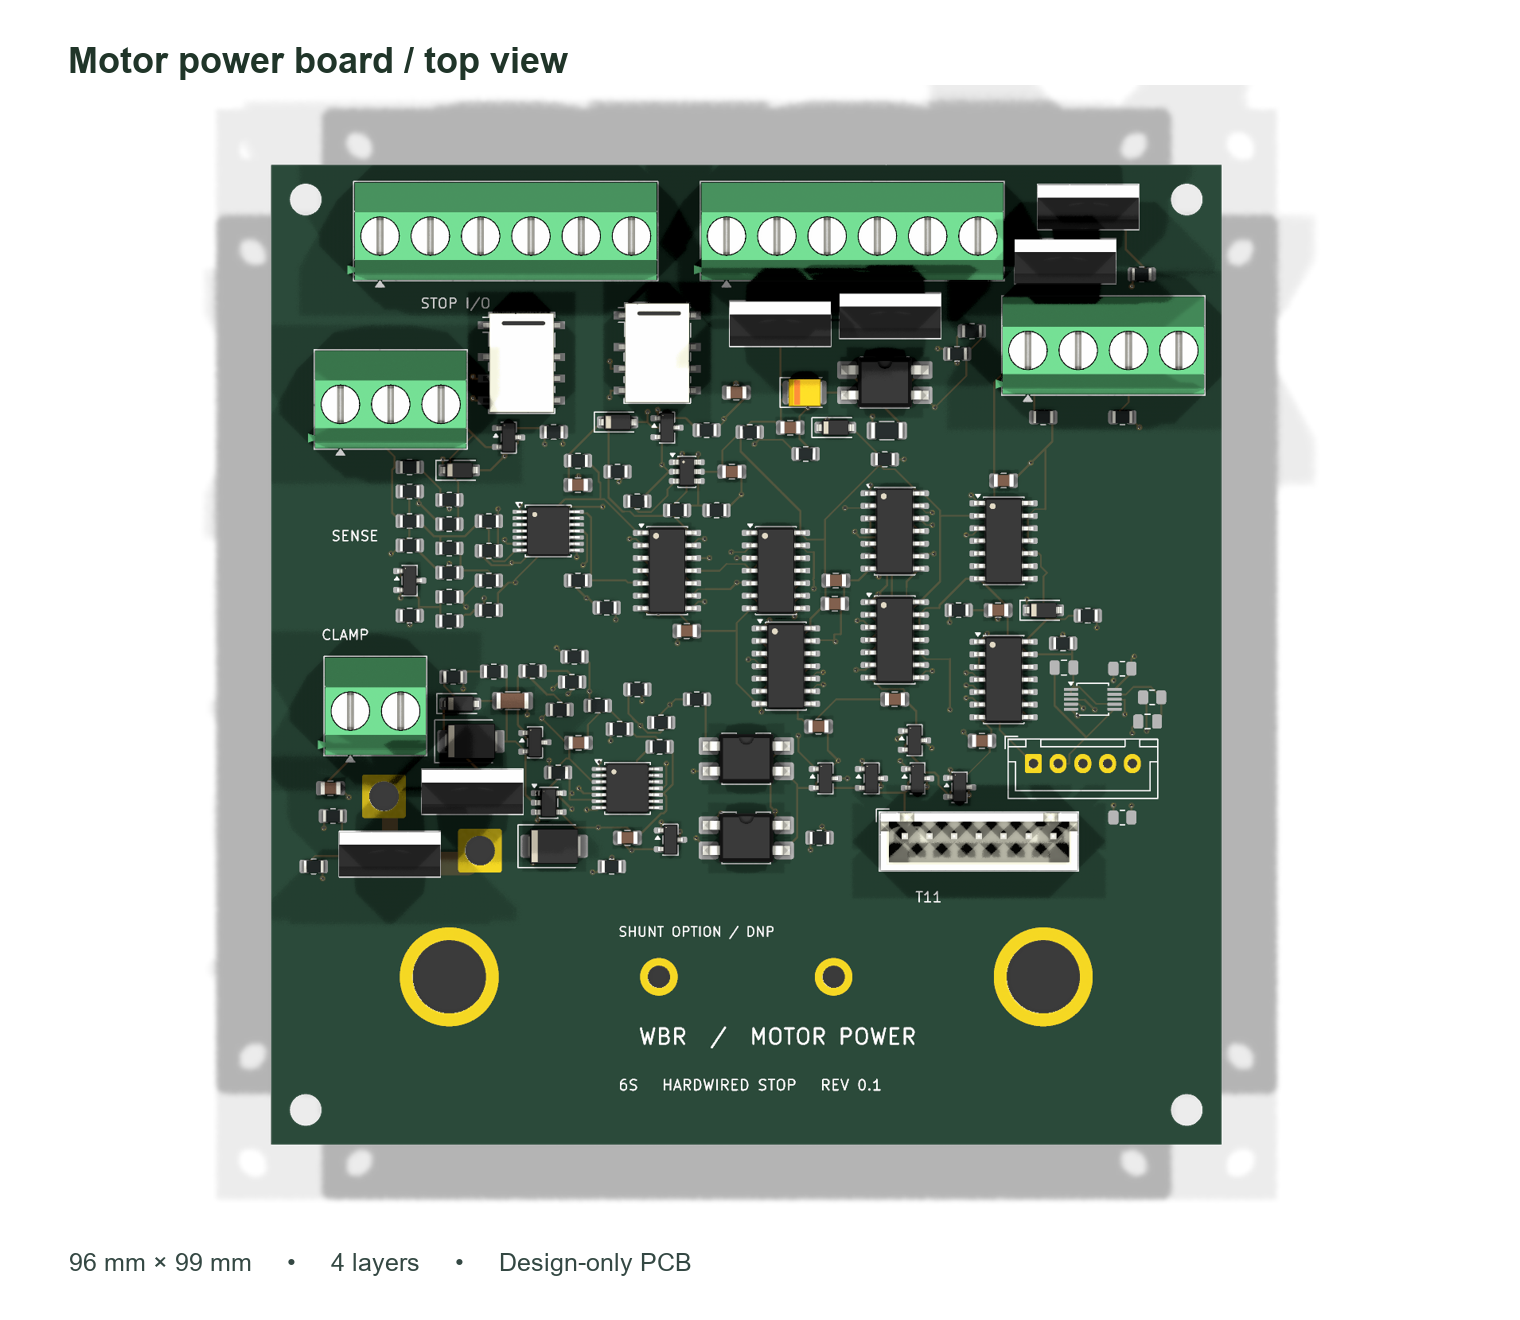 Motor power board / top view
STOP I/O
SENSE
CLAMP
T11
SHUNT OPTION / DNP
WBR / MOTOR POWER
6S HARDWIRED STOP REV 0.1
96 mm × 99 mm • 4 layers • Design-only PCB